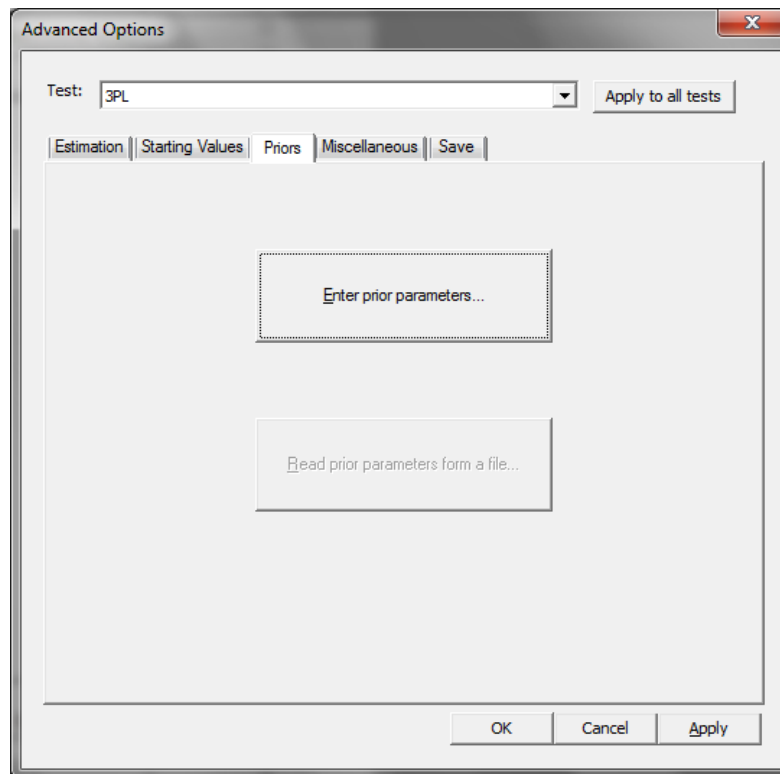 Advanced Options
Test: 3PL Apply to all tests
Estimation Starting Values Priors Miscellaneous Save
Enter prior parameters...
Read prior parameters form a file...
OK Cancel Apply